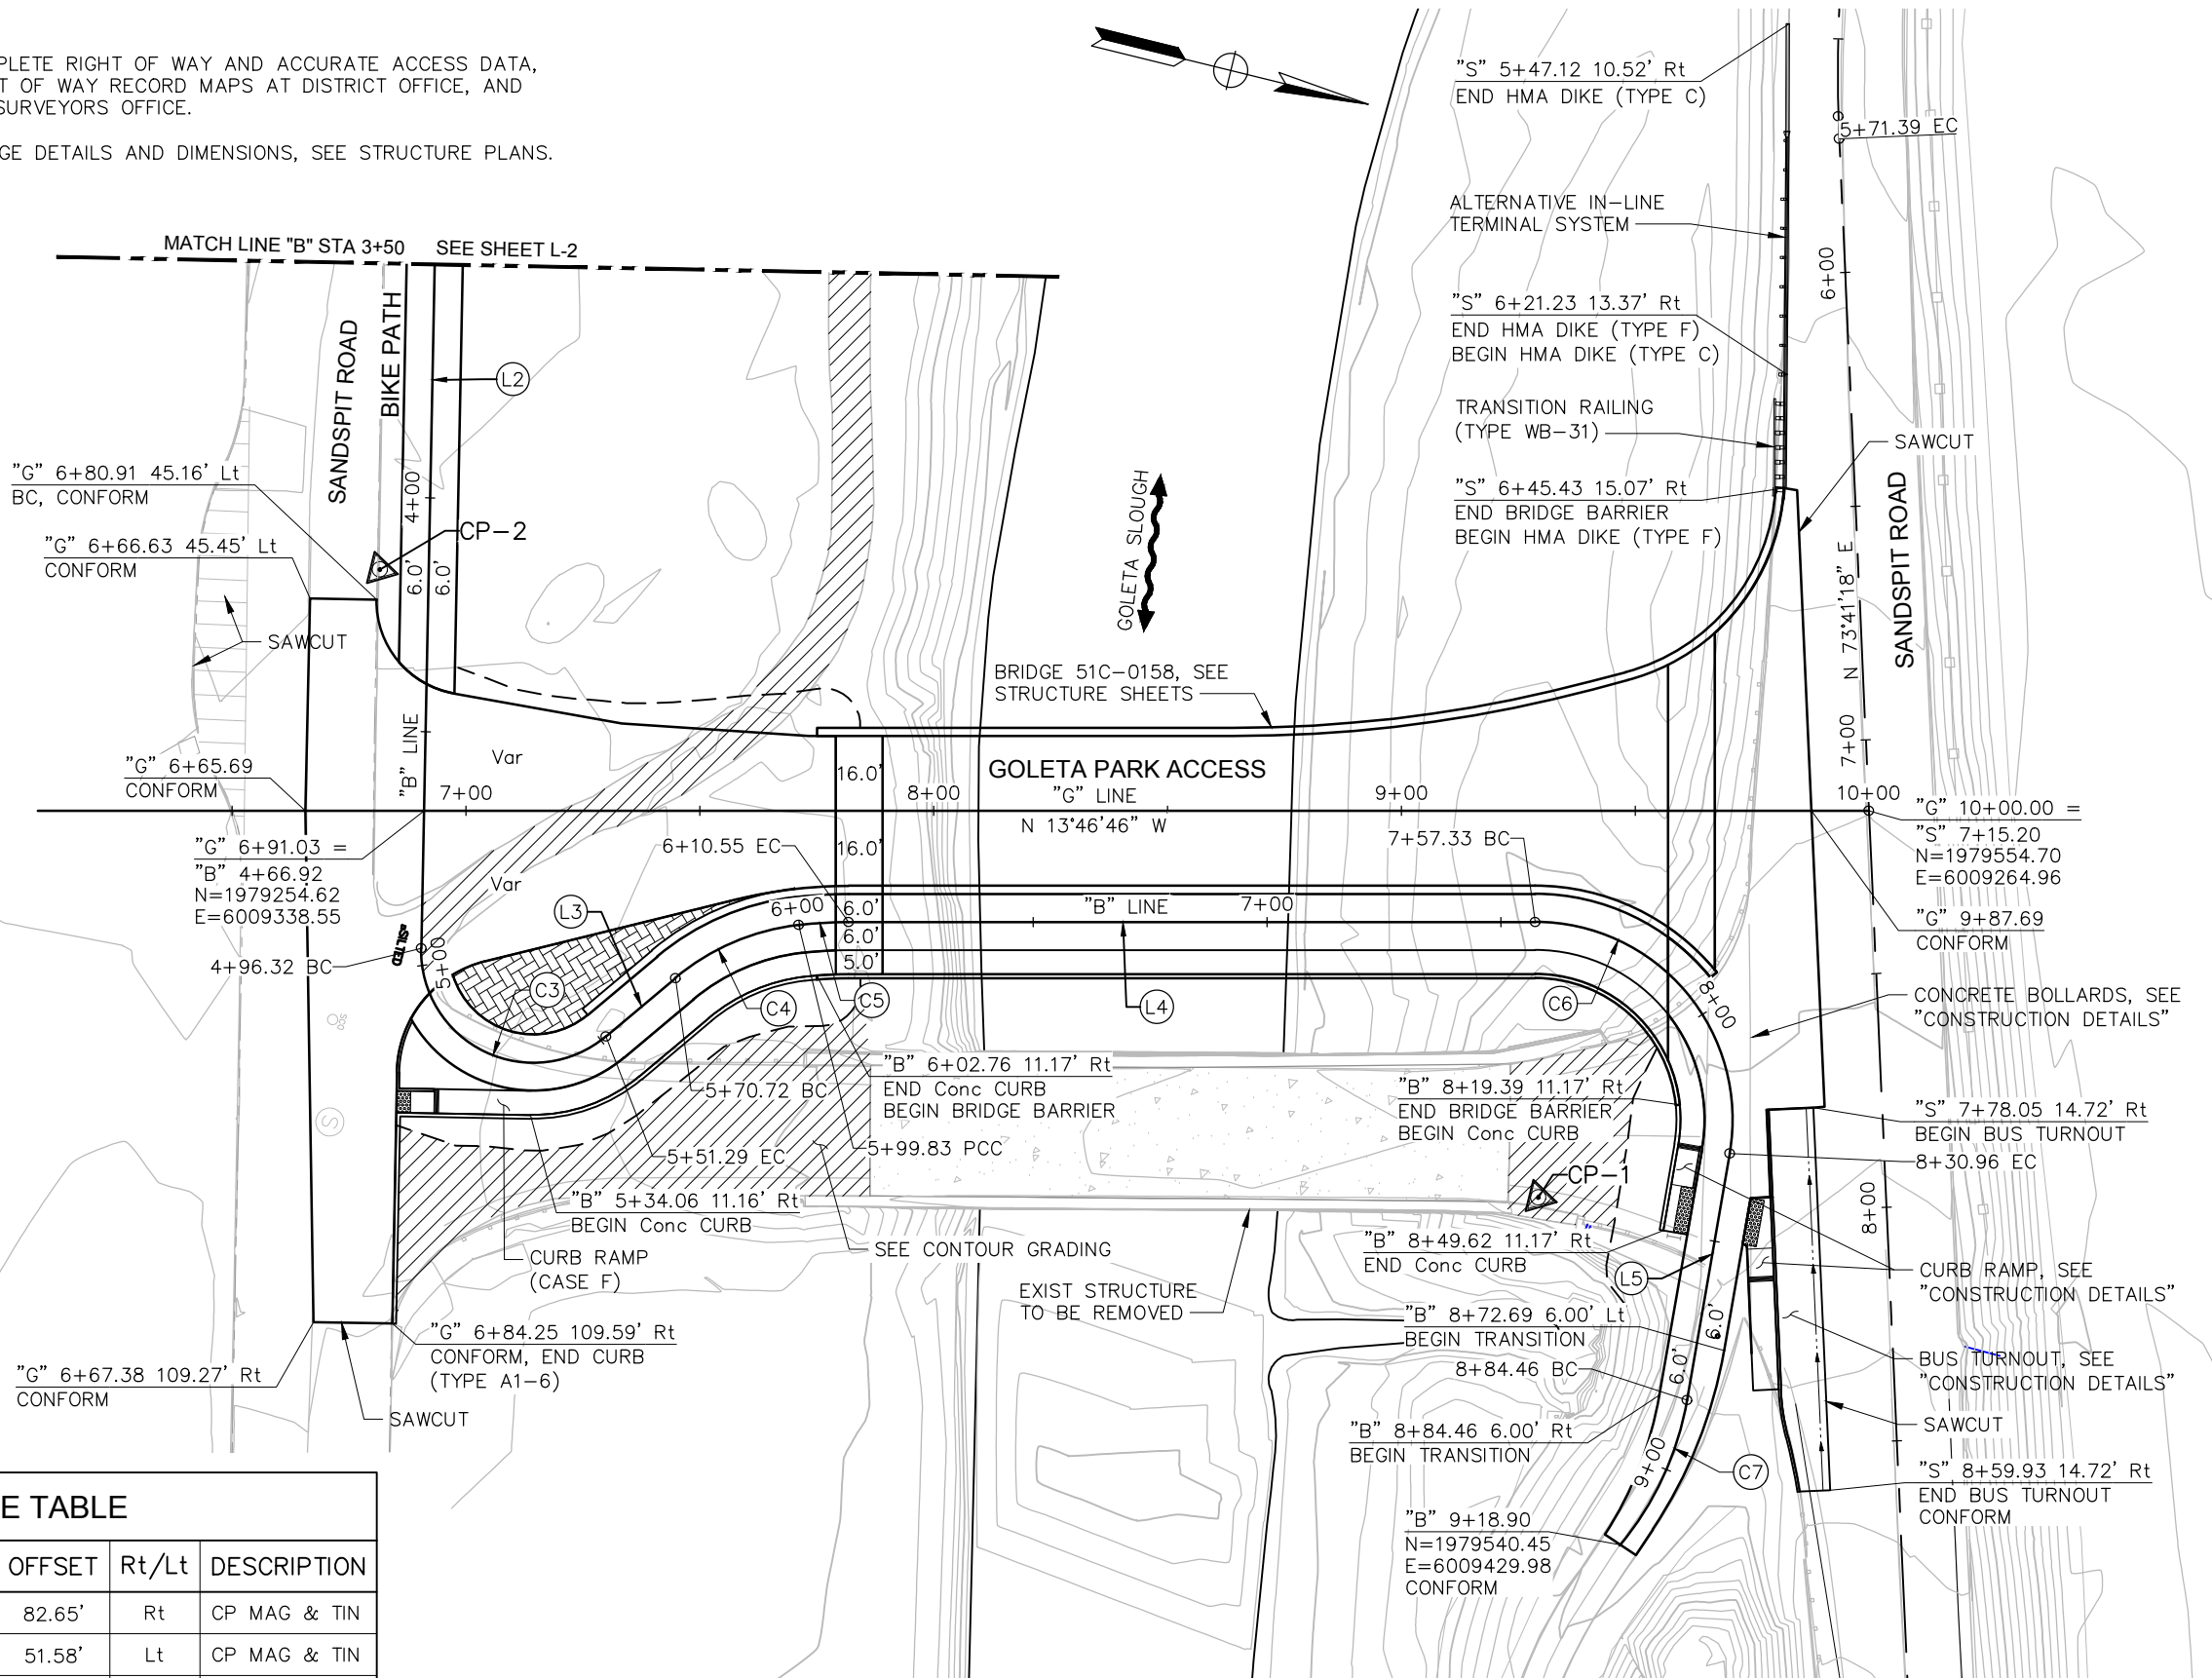 PLETE RIGHT OF WAY AND ACCURATE ACCESS DATA,
T OF WAY RECORD MAPS AT DISTRICT OFFICE, AND
SURVEYORS OFFICE.
GE DETAILS AND DIMENSIONS, SEE STRUCTURE PLANS.
MATCH LINE "B" STA 3+50 SEE SHEET L-2
SANDSPIT ROAD
BIKE PATH
L2
4+00
"G" 6+80.91 45.16' Lt
BC, CONFORM
CP-2
"G" 6+66.63 45.45' Lt
CONFORM
6.0'
6.0'
SAWCUT
"B" LINE
Var
"G" 6+65.69
CONFORM
7+00
"G" 6+91.03 =
"B" 4+66.92
N=1979254.62
E=6009338.55
Var
4+96.32 BC
5+00
L3
C3
6+10.55 EC
6+00
6.0'
6.0'
5.0'
16.0'
16.0'
C4
C5
GOLETA SLOUGH
BRIDGE 51C-0158, SEE
STRUCTURE SHEETS
GOLETA PARK ACCESS
8+00
"G" LINE
9+00
10+00
N 13°46'46" W
7+57.33 BC
"B" LINE
7+00
L4
C6
8+00
"S" 5+47.12 10.52' Rt
END HMA DIKE (TYPE C)
5+71.39 EC
ALTERNATIVE IN-LINE
TERMINAL SYSTEM
6+00
"S" 6+21.23 13.37' Rt
END HMA DIKE (TYPE F)
BEGIN HMA DIKE (TYPE C)
TRANSITION RAILING
(TYPE WB-31)
SAWCUT
"S" 6+45.43 15.07' Rt
END BRIDGE BARRIER
BEGIN HMA DIKE (TYPE F)
N 73°41'18" E
SANDSPIT ROAD
7+00
"G" 10+00.00 =
"S" 7+15.20
N=1979554.70
E=6009264.96
"G" 9+87.69
CONFORM
CONCRETE BOLLARDS, SEE
"CONSTRUCTION DETAILS"
"B" 6+02.76 11.17' Rt
END Conc CURB
BEGIN BRIDGE BARRIER
5+70.72 BC
5+99.83 PCC
5+51.29 EC
"B" 8+19.39 11.17' Rt
END BRIDGE BARRIER
BEGIN Conc CURB
"S" 7+78.05 14.72' Rt
BEGIN BUS TURNOUT
8+30.96 EC
CP-1
"B" 5+34.06 11.16' Rt
BEGIN Conc CURB
8+00
SEE CONTOUR GRADING
"B" 8+49.62 11.17' Rt
END Conc CURB
CURB RAMP
(CASE F)
L5
CURB RAMP, SEE
"CONSTRUCTION DETAILS"
EXIST STRUCTURE
TO BE REMOVED
"B" 8+72.69 6.00' Lt
BEGIN TRANSITION
6.0'
6.0'
"G" 6+84.25 109.59' Rt
CONFORM, END CURB
(TYPE A1-6)
8+84.46 BC
BUS TURNOUT, SEE
"CONSTRUCTION DETAILS"
"G" 6+67.38 109.27' Rt
CONFORM
SAWCUT
"B" 8+84.46 6.00' Rt
BEGIN TRANSITION
SAWCUT
9+00
C7
"S" 8+59.93 14.72' Rt
END BUS TURNOUT
CONFORM
"B" 9+18.90
N=1979540.45
E=6009429.98
CONFORM
S
E TABLE
OFFSET Rt/Lt DESCRIPTION
82.65' Rt CP MAG & TIN
51.58' Lt CP MAG & TIN